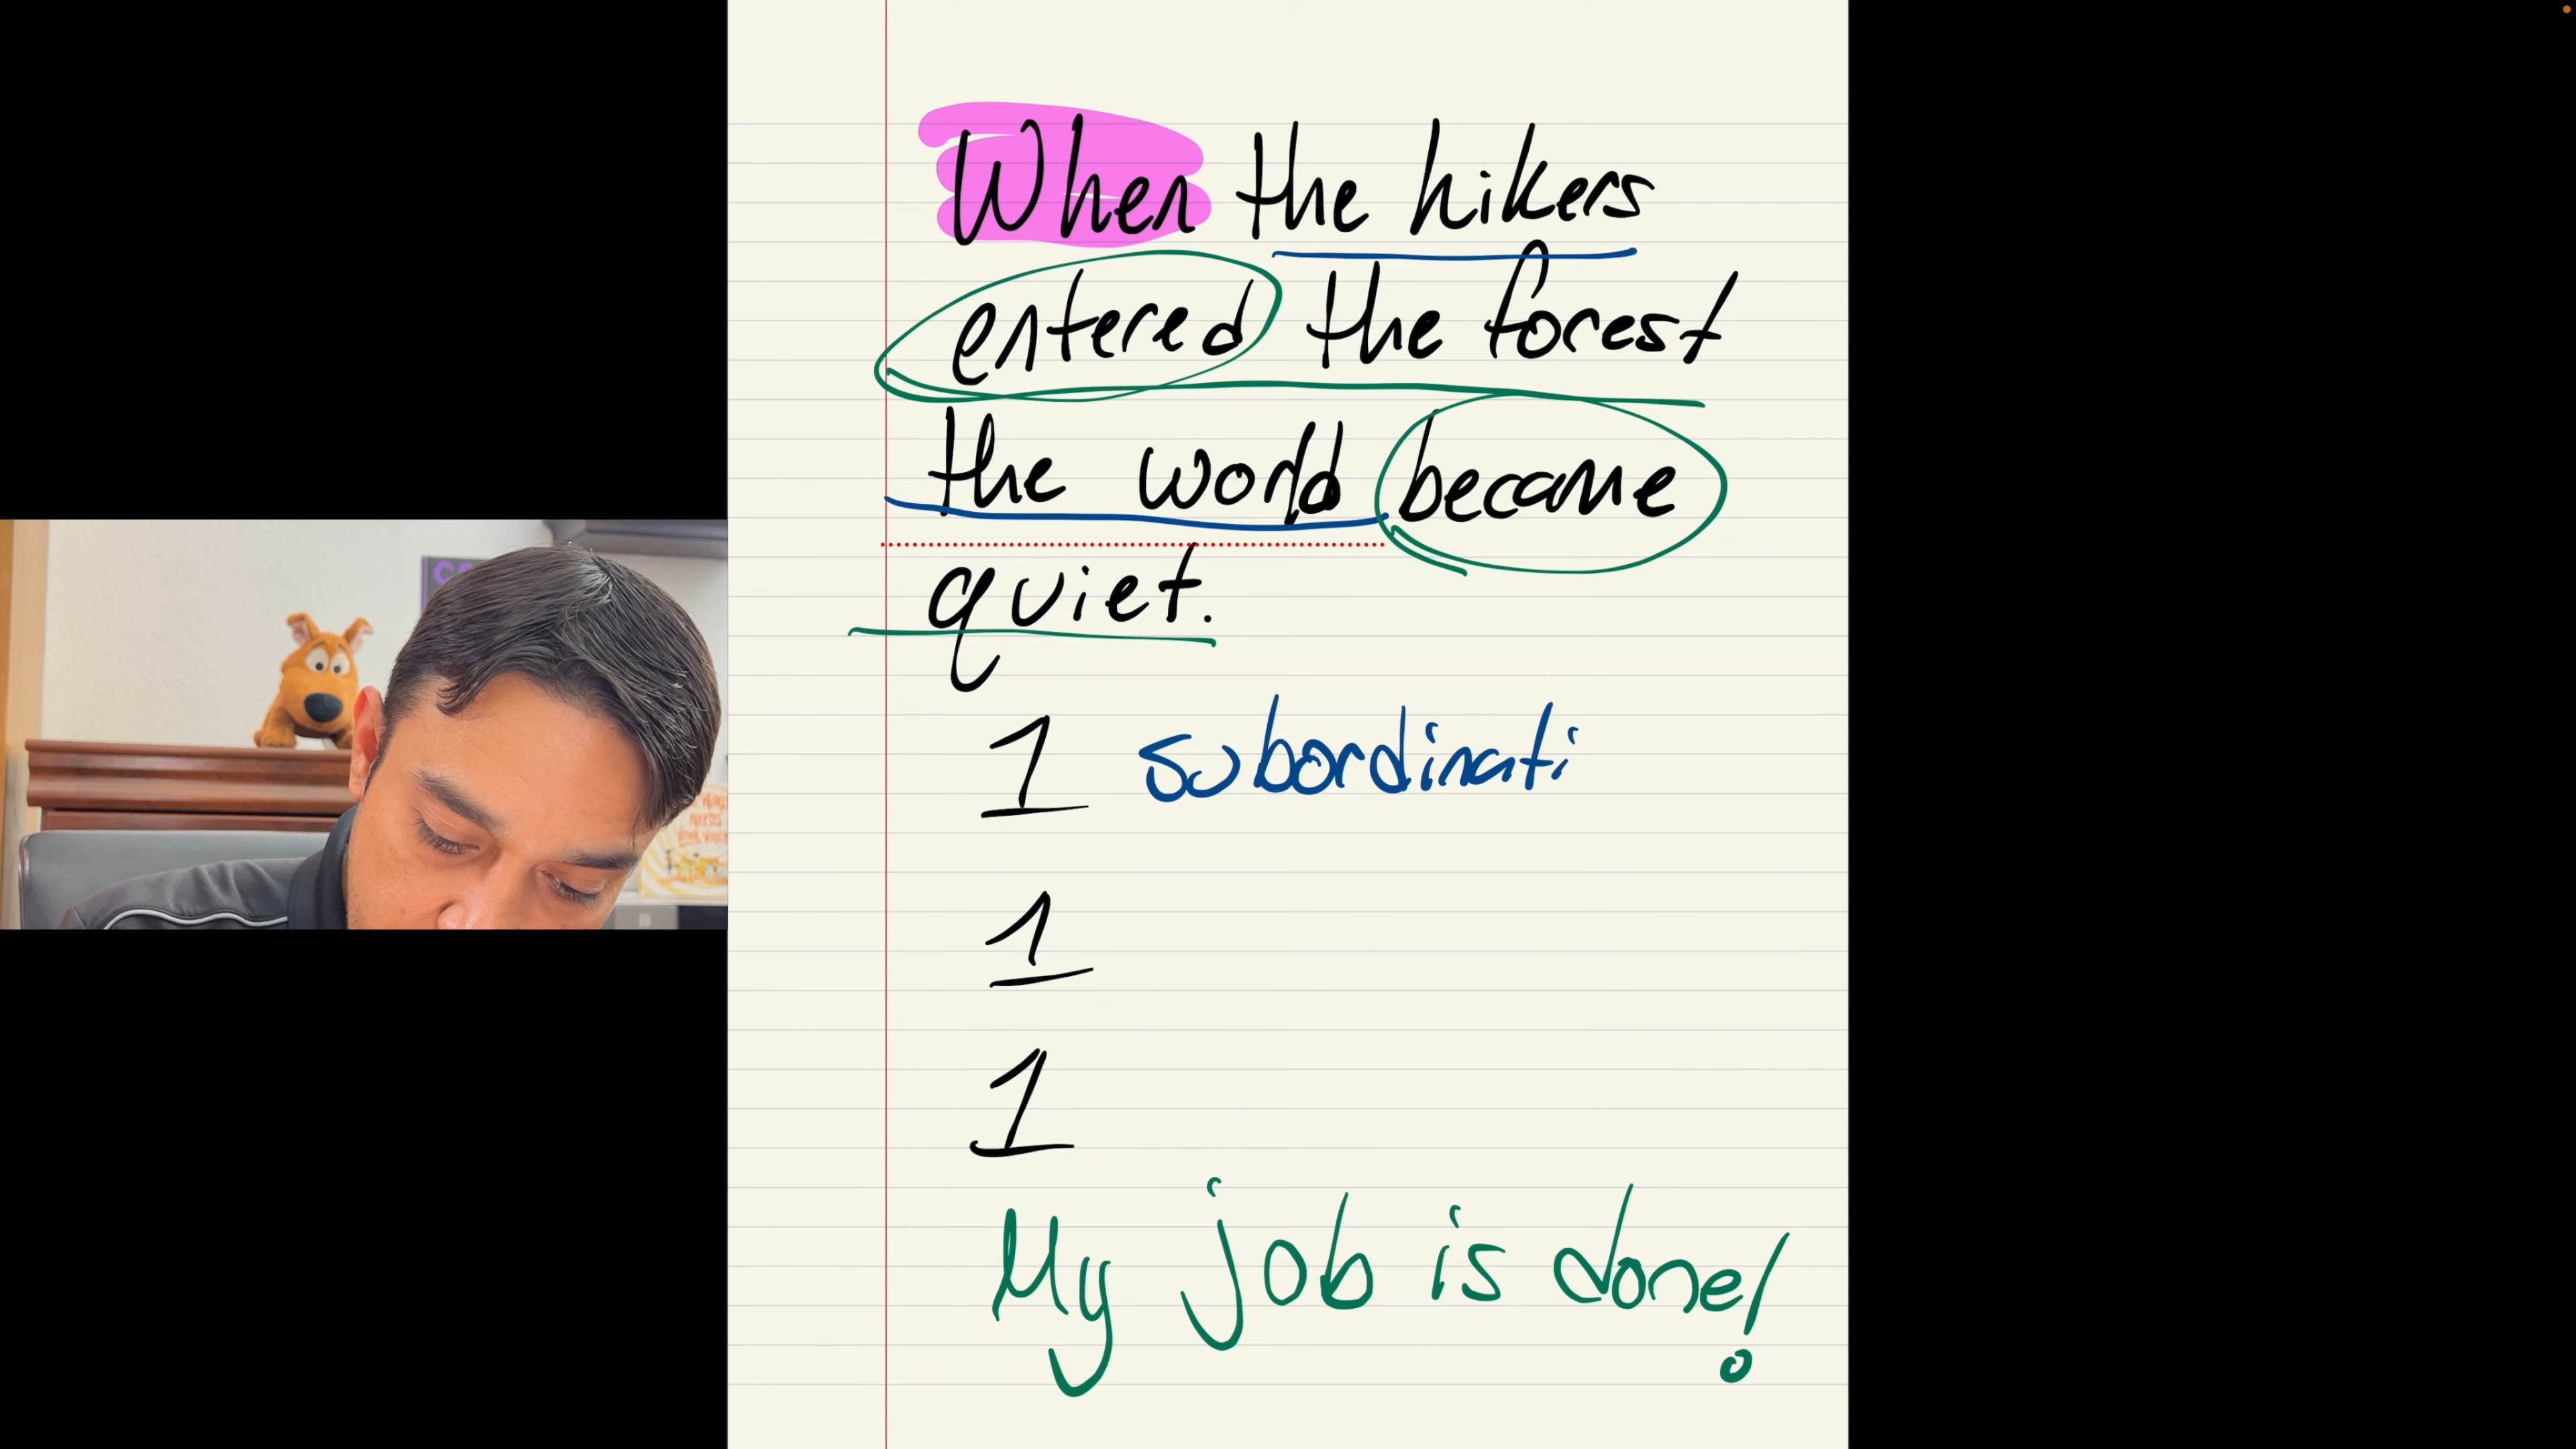 When the hikers
entered the forest
the world became
quiet.
1 subordinati
1
1
My job is done!